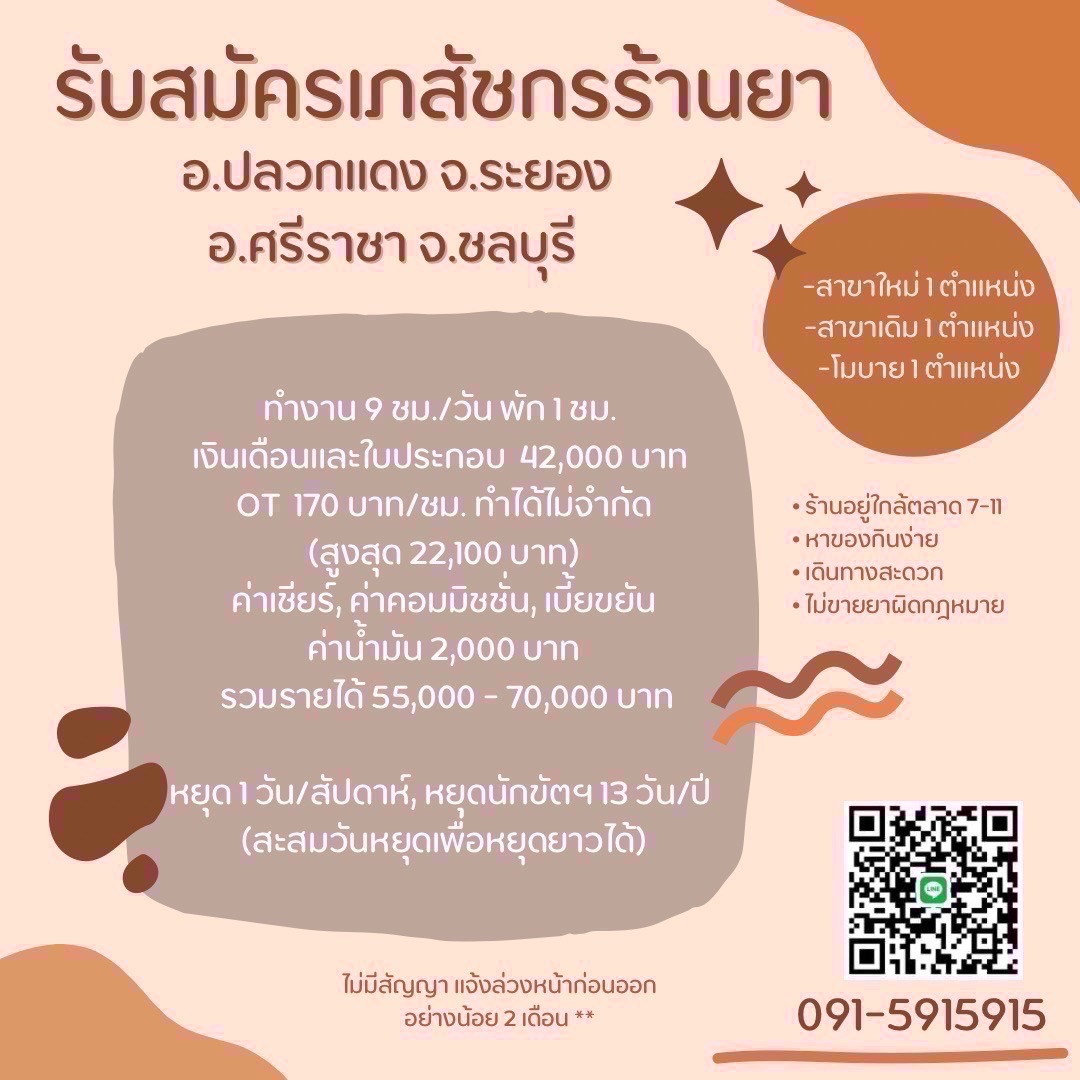 รับสมัครเภสัชกรร้านยา
อ.ปลวกแดง จ.ระยอง
อ.ศรีราชา จ.ชลบุรี
-สาขาใหม่ 1 ตำแหน่ง
-สาขาเดิม 1 ตำแหน่ง
-โมบาย 1 ตำแหน่ง
ทำงาน 9 ชม./วัน พัก 1 ชม.
เงินเดือนและใบประกอบ 42,000 บาท
OT 170 บาท/ชม. ทำได้ไม่จำกัด
(สูงสุด 22,100 บาท)
ค่าเชียร์, ค่าคอมมิชชั่น, เบี้ยขยัน
ค่าน้ำมัน 2,000 บาท
รวมรายได้ 55,000 - 70,000 บาท
หยุด 1 วัน/สัปดาห์, หยุดนักขัตฯ 13 วัน/ปี
(สะสมวันหยุดเพื่อหยุดยาวได้)
• ร้านอยู่ใกล้ตลาด 7-11
• หาของกินง่าย
• เดินทางสะดวก
• ไม่ขายยาผิดกฎหมาย
LINE
ไม่มีสัญญา แจ้งล่วงหน้าก่อนออก
อย่างน้อย 2 เดือน **
091-5915915